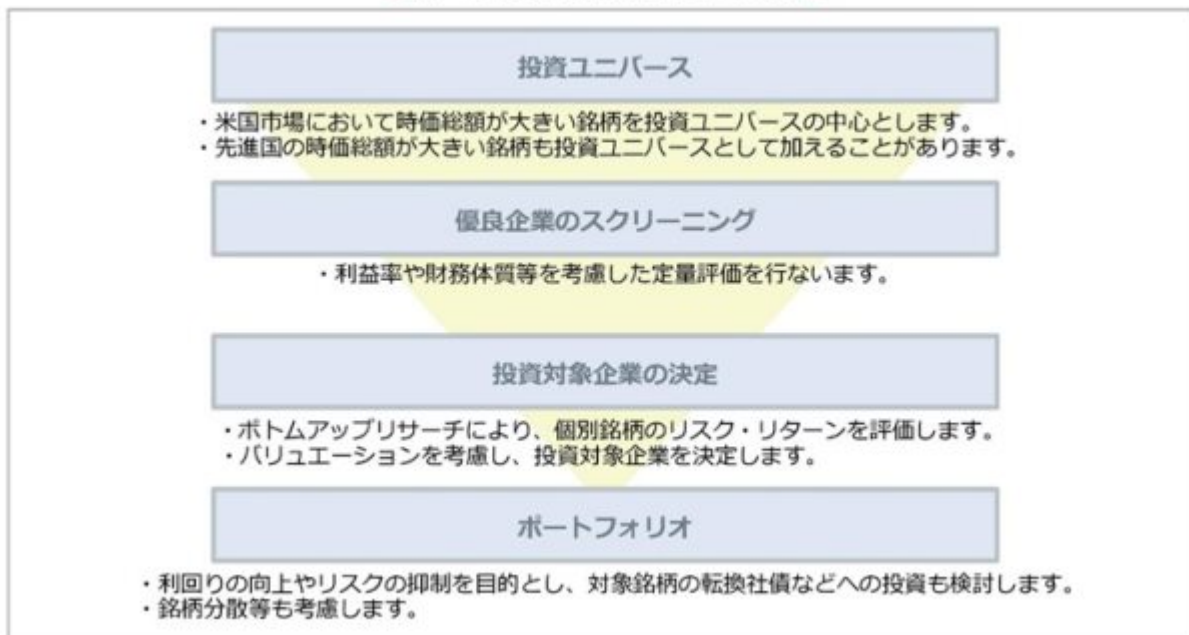 投資ユニバース
・米国市場において時価総額が大きい銘柄を投資ユニバースの中心とします。
・先進国の時価総額が大きい銘柄も投資ユニバースとして加えることがあります。
優良企業のスクリーニング
・利益率や財務体質等を考慮した定量評価を行ないます。
投資対象企業の決定
・ボトムアップリサーチにより、個別銘柄のリスク・リターンを評価します。
・バリュエーションを考慮し、投資対象企業を決定します。
ポートフォリオ
・利回りの向上やリスクの抑制を目的とし、対象銘柄の転換社債などへの投資も検討します。
・銘柄分散等も考慮します。